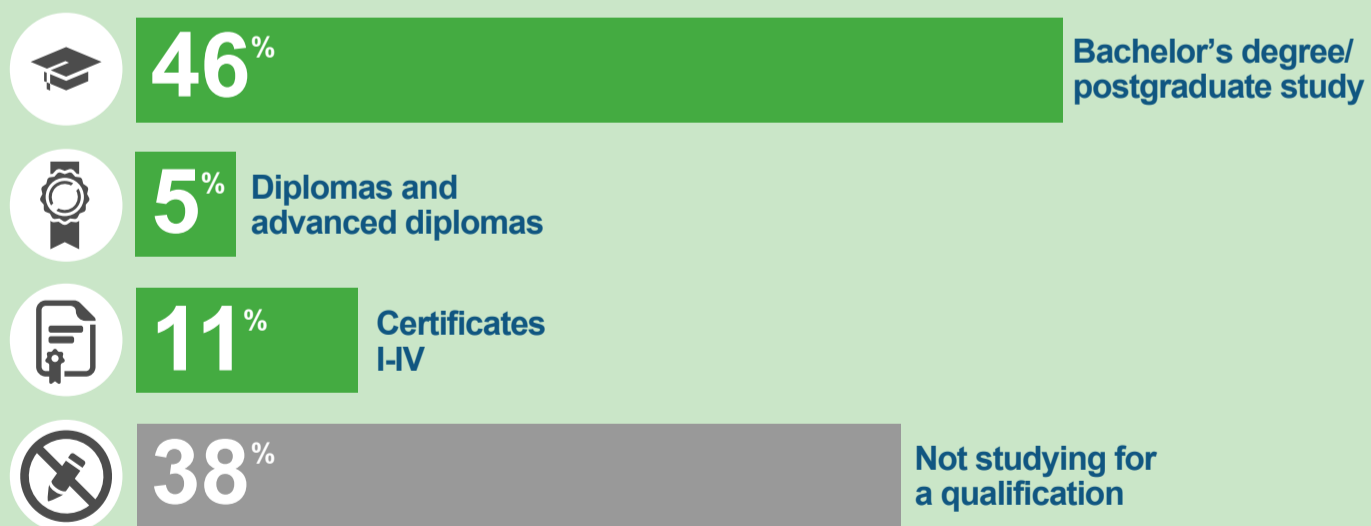 46%
Bachelor’s degree/
postgraduate study
5%
Diplomas and
advanced diplomas
11%
Certificates
I-IV
38%
Not studying for
a qualification